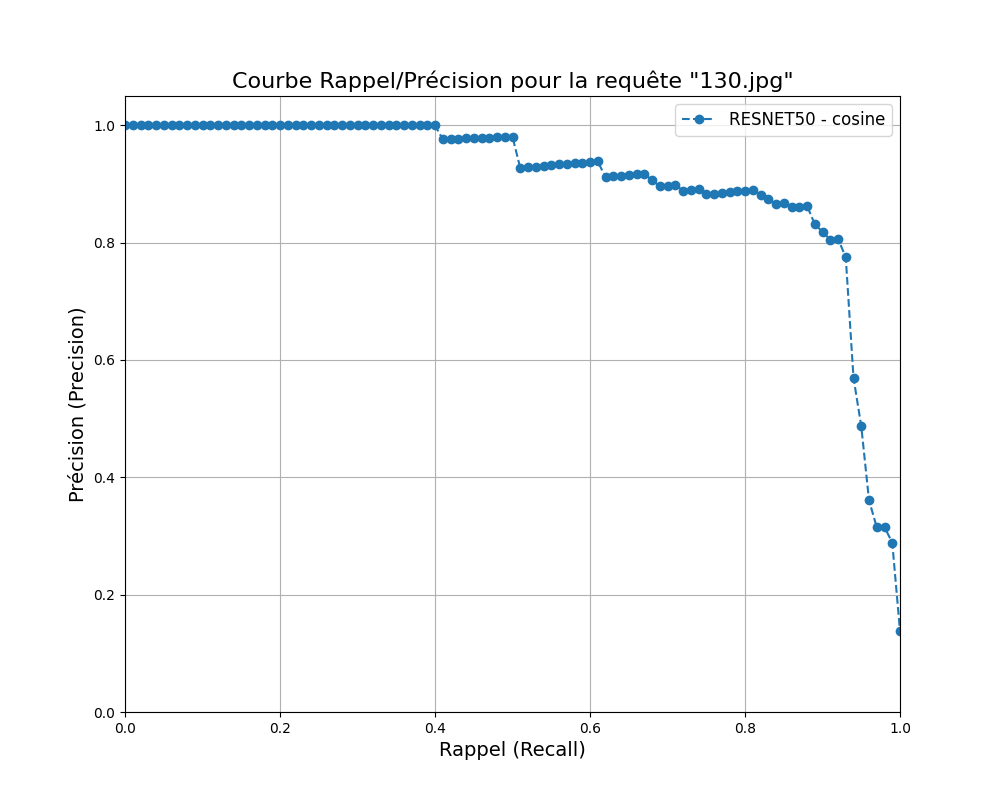 Courbe Rappel/Précision pour la requête "130.jpg"
RESNET50 - cosine
1.0
0.8
0.6
0.4
0.2
0.0
Précision (Precision)
0.0 0.2 0.4 0.6 0.8 1.0
Rappel (Recall)